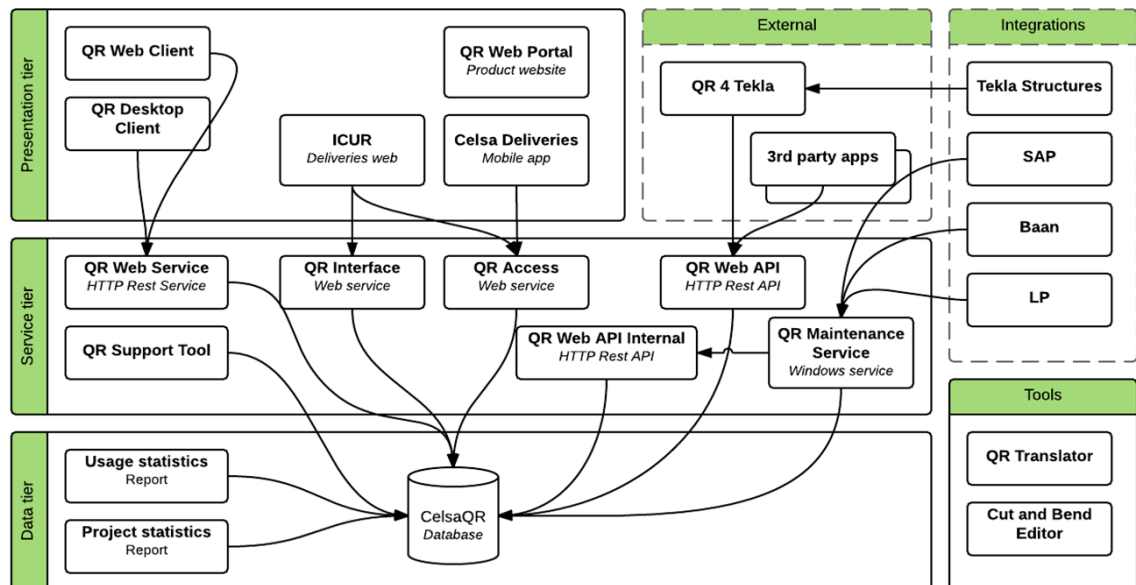 Presentation tier
QR Web Client
QR Desktop
Client
ICUR
Deliveries web
QR Web Portal
Product website
Celsa Deliveries
Mobile app
External
QR 4 Tekla
3rd party apps
Integrations
Tekla Structures
SAP
Baan
LP
Service tier
QR Web Service
HTTP Rest Service
QR Interface
Web service
QR Access
Web service
QR Web API
HTTP Rest API
QR Support Tool
QR Web API Internal
HTTP Rest API
QR Maintenance
Service
Windows service
Data tier
Usage statistics
Report
Project statistics
Report
CelsaQR
Database
Tools
QR Translator
Cut and Bend
Editor